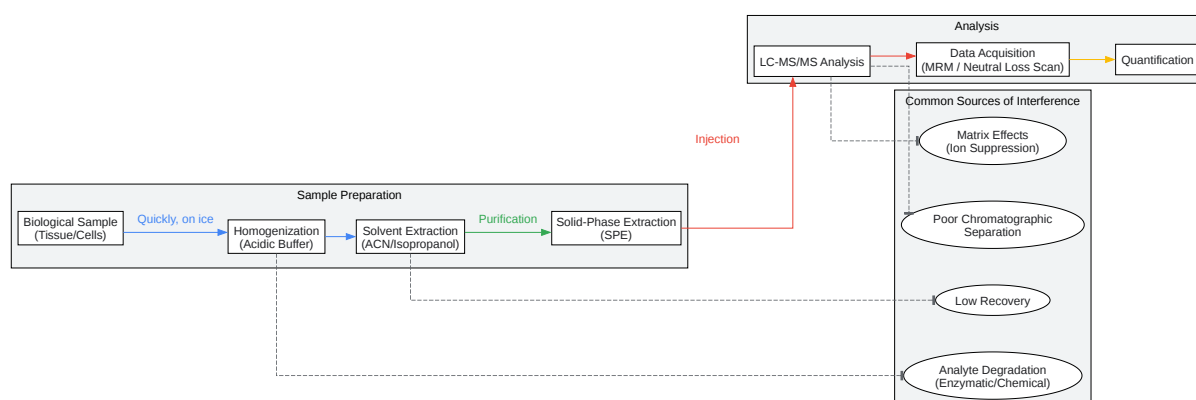 Analysis
LC-MS/MS Analysis
Data Acquisition
(MRM / Neutral Loss Scan)
Quantification
Common Sources of Interference
Matrix Effects
(Ion Suppression)
Injection
Sample Preparation
Biological Sample
(Tissue/Cells)
Quickly, on ice
Homogenization
(Acidic Buffer)
Solvent Extraction
(ACN/Isopropanol)
Purification
Solid-Phase Extraction
(SPE)
Poor Chromatographic
Separation
Low Recovery
Analyte Degradation
(Enzymatic/Chemical)